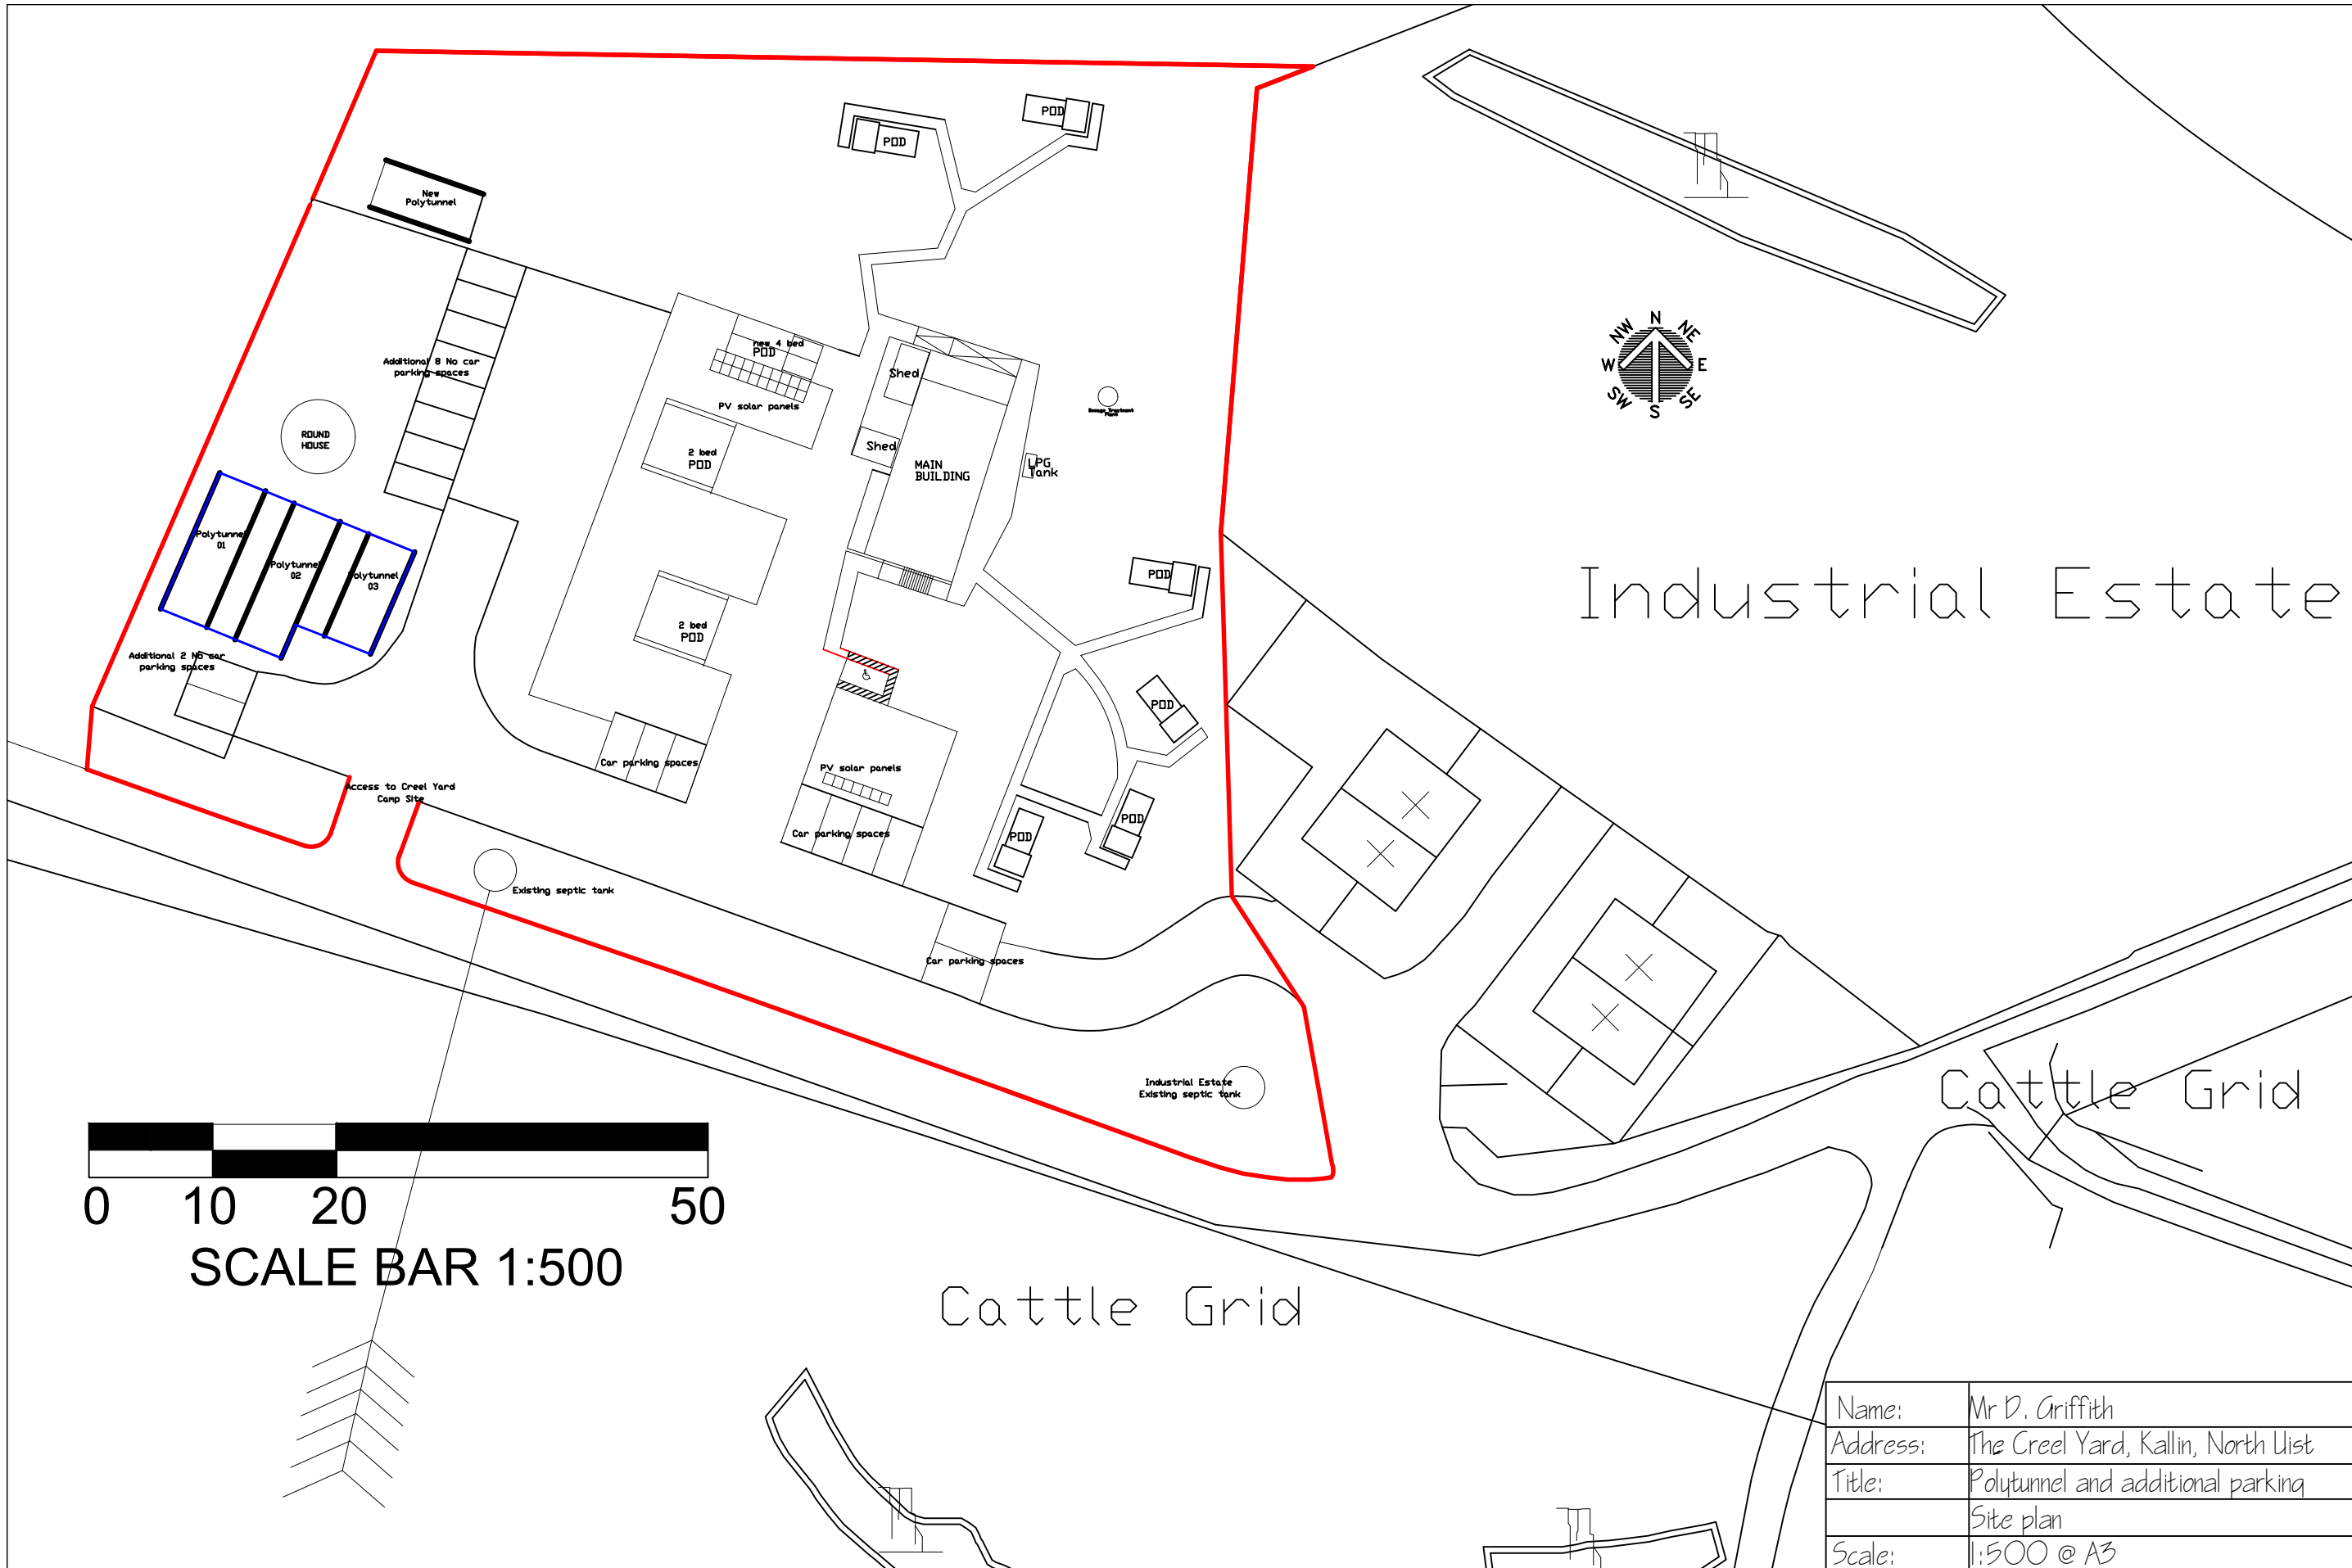 POD
POD
New
Polytunnel
N
NW
NE
W
E
SW
SE
S
new 4 bed
POD
Additional 8 No car
parking spaces
Shed
PV solar panels
Sewage Treatment
Plant
ROUND
HOUSE
Shed
2 bed
POD
MAIN
BUILDING
LPG
Tank
Polytunnel
01
Polytunnel
02
Polytunnel
03
POD
Industrial Estate
2 bed
POD
Additional 2 No car
parking spaces
POD
Car parking spaces
PV solar panels
Access to Creel Yard
Camp Site
Car parking spaces
POD
POD
Existing septic tank
Car parking spaces
Industrial Estate
Existing septic tank
Cattle Grid
0 10 20 50
SCALE BAR 1:500
Cattle Grid
Name: Mr D. Griffith
Address: The Creel Yard, Kallin, North Uist
Title: Polytunnel and additional parking
Site plan
Scale: 1:500 @ A3